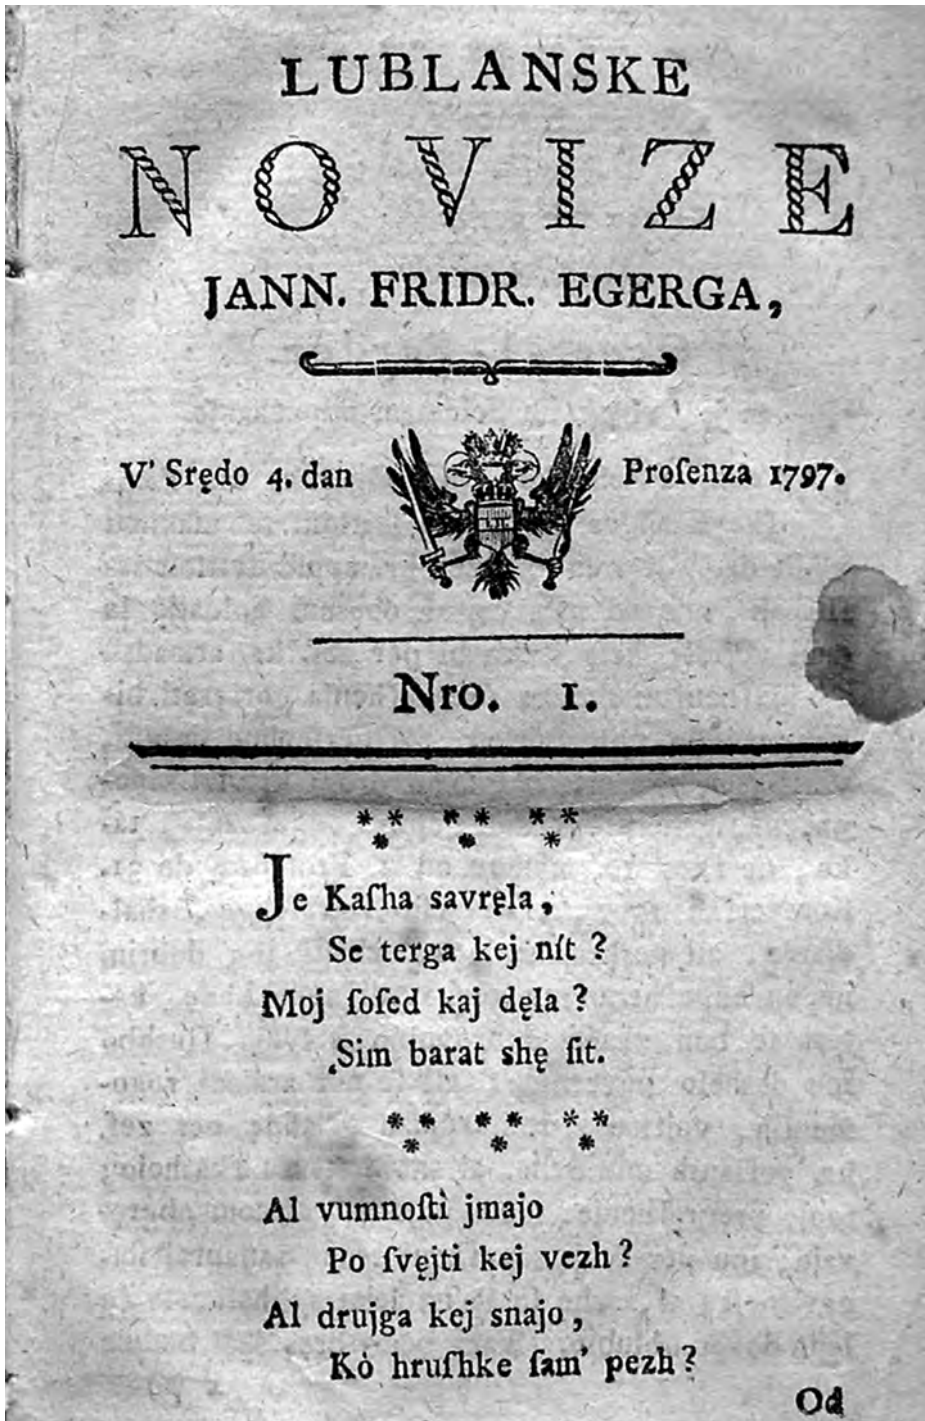 LUBLANSKE
NOVIZE
JANN. FRIDR. EGERGA,
V' Srędo 4. dan Proſenza 1797.
Nro. 1.
** ** **
* * *
Je Kaſha savręla,
Se terga kej nit?
Moj ſoſed kaj dęla?
,Sim barat shę ſit.
** ** **
* * *
Al vumnoſti jmajo
Po ſvęjti kej vezh?
Al drujga kej snajo,
Kò hruſhke ſam' pezh?
Od